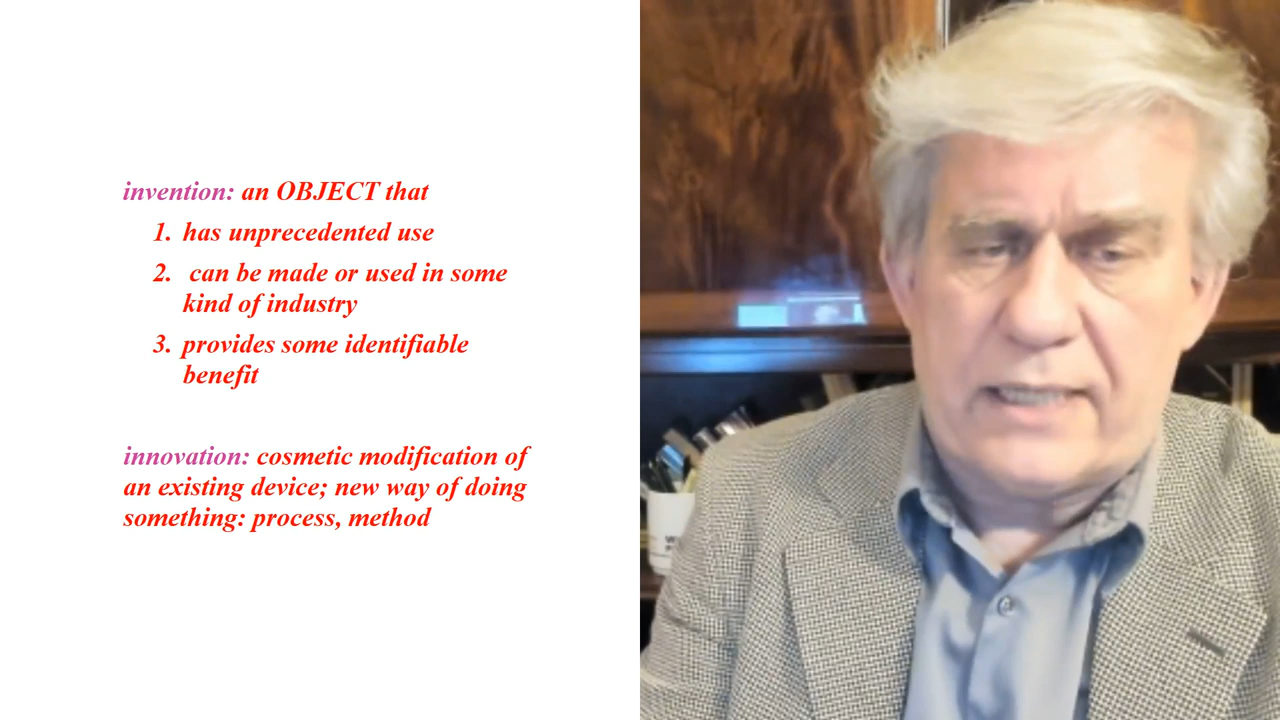 invention: an OBJECT that
1. has unprecedented use
2. can be made or used in some
kind of industry
3. provides some identifiable
benefit
innovation: cosmetic modification of
an existing device; new way of doing
something: process, method